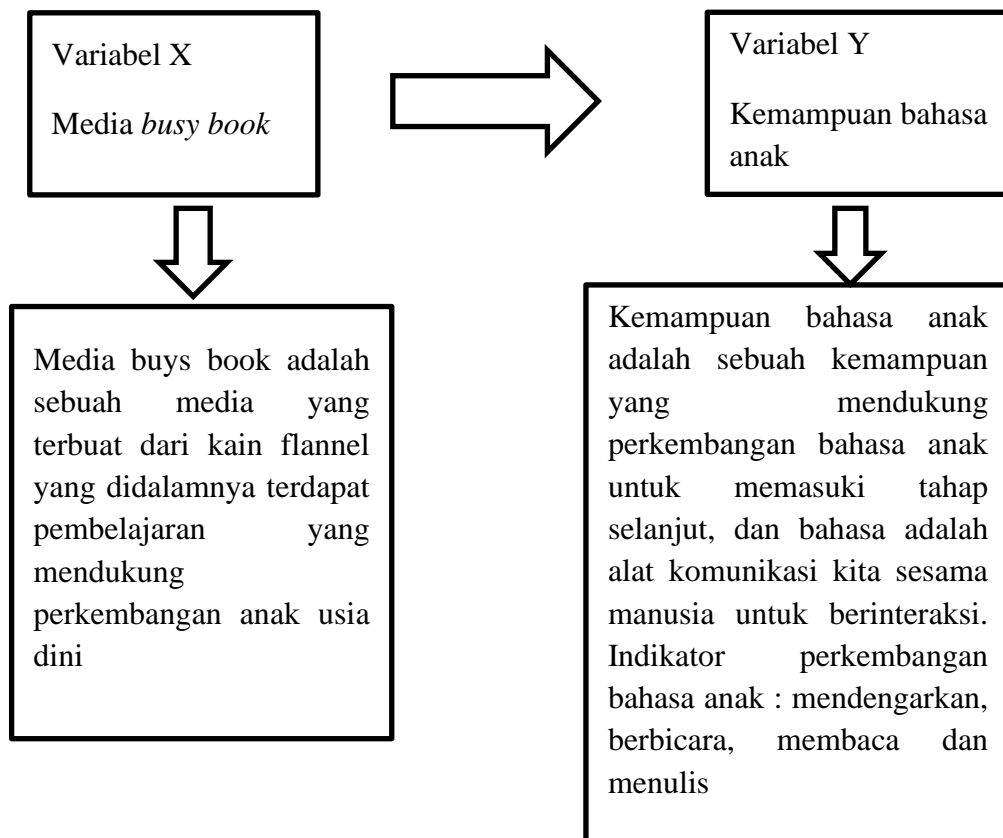 Variabel X
Media busy book
Variabel Y
Kemampuan bahasa
anak
Media buys book adalah
sebuah media yang
terbuat dari kain flannel
yang didalamnya terdapat
pembelajaran yang
mendukung
perkembangan anak usia
dini
Kemampuan bahasa anak
adalah sebuah kemampuan
yang mendukung
perkembangan bahasa anak
untuk memasuki tahap
selanjut, dan bahasa adalah
alat komunikasi kita sesama
manusia untuk berinteraksi.
Indikator perkembangan
bahasa anak : mendengarkan,
berbicara, membaca dan
menulis